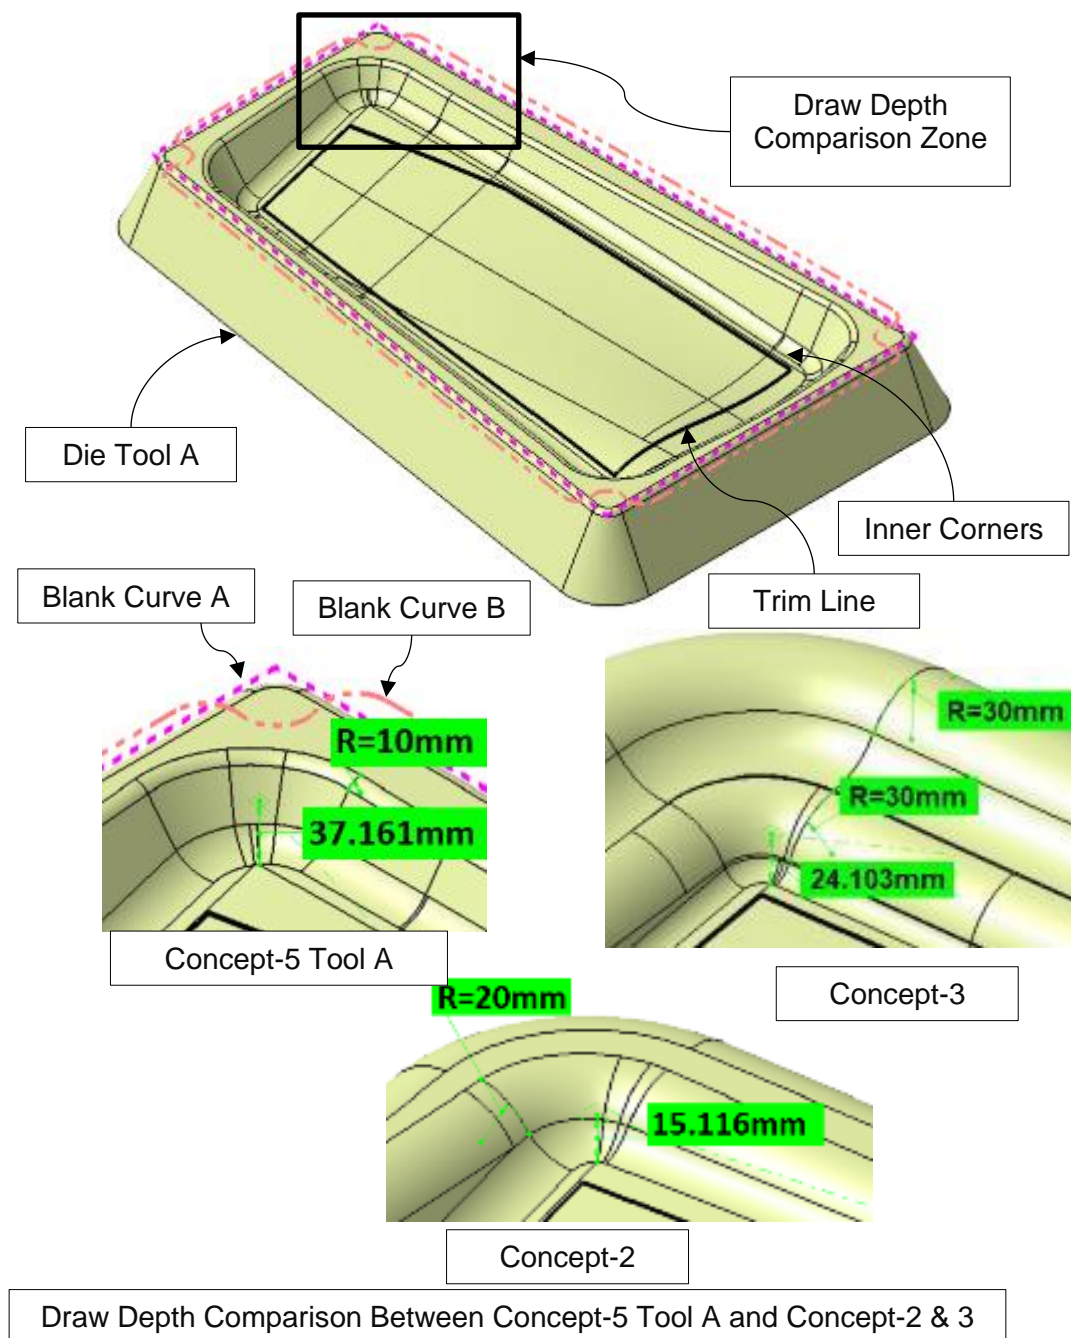 Draw Depth
Comparison Zone
Die Tool A
Inner Corners
Trim Line
Blank Curve A
Blank Curve B
R=10mm
37.161mm
Concept-5 Tool A
R=30mm
R=30mm
24.103mm
Concept-3
R=20mm
15.116mm
Concept-2
Draw Depth Comparison Between Concept-5 Tool A and Concept-2 & 3